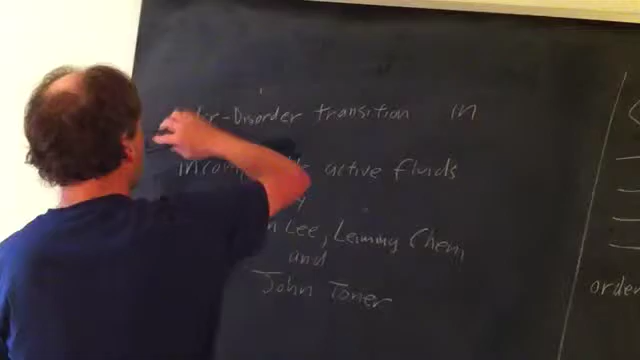 -Disorder transition in
active fluids
Lee, Leiming Chen,
and
John Toner
order